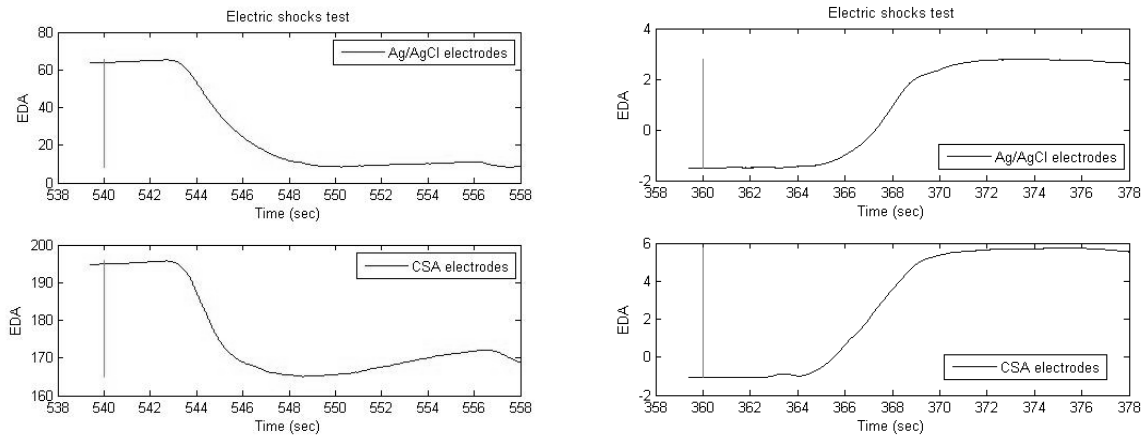 Electric shocks test
80
60
40
20
0
EDA
Ag/AgCl electrodes
538 540 542 544 546 548 550 552 554 556 558
Time (sec)
200
190
180
170
160
EDA
CSA electrodes
538 540 542 544 546 548 550 552 554 556 558
Time (sec)
Electric shocks test
4
2
0
-2
EDA
Ag/AgCl electrodes
358 360 362 364 366 368 370 372 374 376 378
Time (sec)
6
4
2
0
-2
EDA
CSA electrodes
358 360 362 364 366 368 370 372 374 376 378
Time (sec)